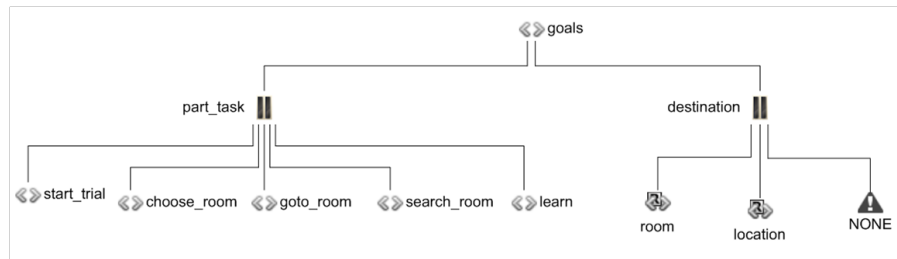 goals
part_task
destination
start_trial
choose_room
goto_room
search_room
learn
room
location
NONE